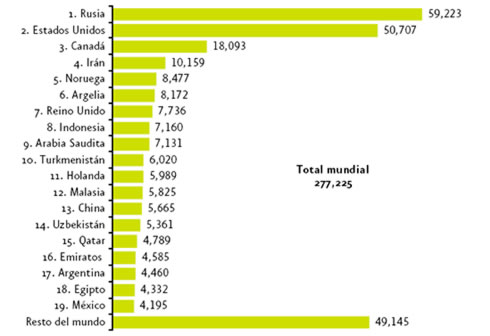 1. Rusia 59,223
2. Estados Unidos 50,707
3. Canadá 18,093
4. Irán 10,159
5. Noruega 8,477
6. Argelia 8,172
7. Reino Unido 7,736
8. Indonesia 7,160
9. Arabia Saudita 7,131
10. Turkmenistán 6,020
11. Holanda 5,989
12. Malasia 5,825
13. China 5,665
14. Uzbekistán 5,361
15. Qatar 4,789
16. Emiratos 4,585
17. Argentina 4,460
18. Egipto 4,332
19. México 4,195
Resto del mundo 49,145
Total mundial
277,225